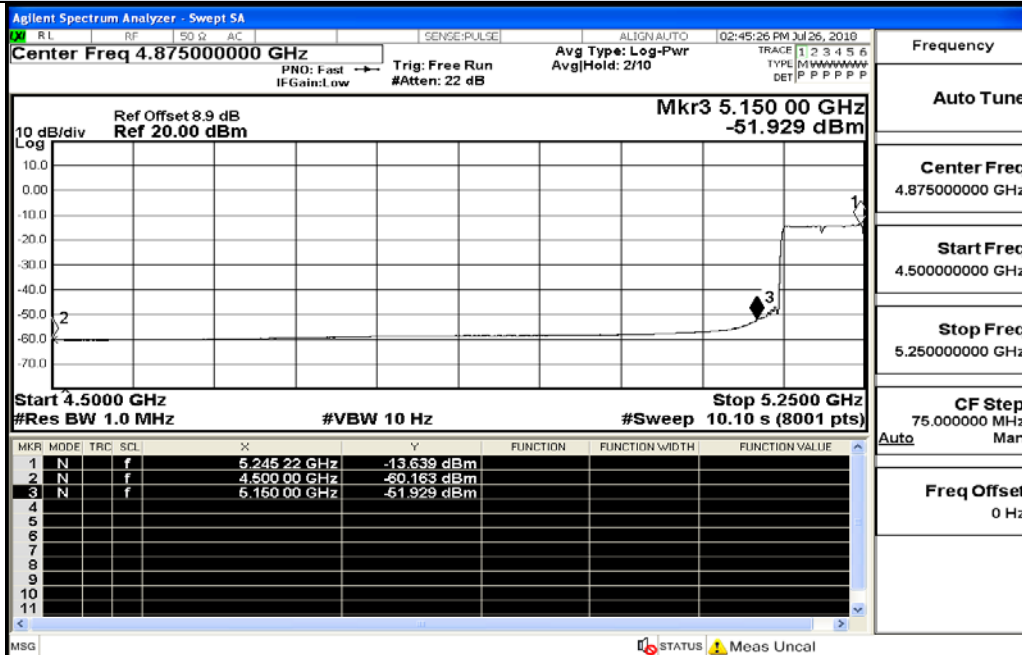 Agilent Spectrum Analyzer - Swept SA
LXI RL RF 50 Ω AC SENSE:PULSE ALIGN AUTO 02:45:26 PM Jul 26, 2018
Center Freq 4.875000000 GHz Avg Type: Log-Pwr TRACE 1 2 3 4 5 6
PNO: Fast Trig: Free Run Avg|Hold: 2/10 TYPE M W W W W W
IFGain:Low #Atten: 22 dB DET P P P P P P
Mkr3 5.150 00 GHz
Ref Offset 8.9 dB
10 dB/div Ref 20.00 dBm -51.929 dBm
Log
10.0
0.00
-10.0
1
-20.0
-30.0
-40.0
3
-50.0
2
-60.0
-70.0
Start 4.5000 GHz Stop 5.2500 GHz
#Res BW 1.0 MHz #VBW 10 Hz #Sweep 10.10 s (8001 pts)
MKR MODE TRC SCL X Y FUNCTION FUNCTION WIDTH FUNCTION VALUE
1 N f 5.245 22 GHz -13.639 dBm
2 N f 4.500 00 GHz -60.163 dBm
3 N f 5.150 00 GHz -51.929 dBm
4
5
6
7
8
9
10
11
MSG STATUS Meas Uncal
Frequency
Auto Tune
Center Freq
4.875000000 GHz
Start Freq
4.500000000 GHz
Stop Freq
5.250000000 GHz
CF Step
75.000000 MHz
Auto Man
Freq Offset
0 Hz